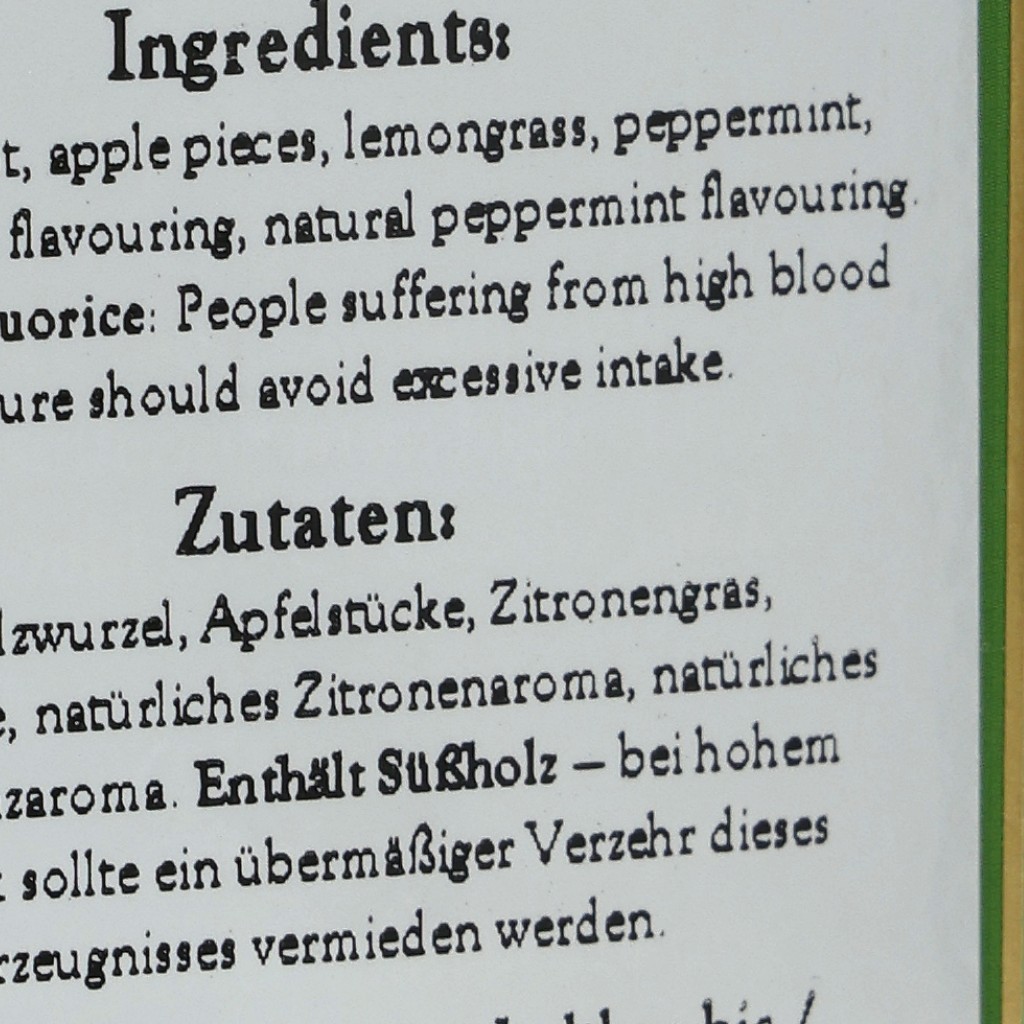 Ingredients:
t, apple pieces, lemongrass, peppermint,
flavouring, natural peppermint flavouring.
uorice: People suffering from high blood
ure should avoid excessive intake.
Zutaten:
lzwurzel, Apfelstücke, Zitronengras,
e, natürliches Zitronenaroma, natürliches
zaroma. Enthält Süßholz – bei hohem
sollte ein übermäßiger Verzehr dieses
rzeugnisses vermieden werden.